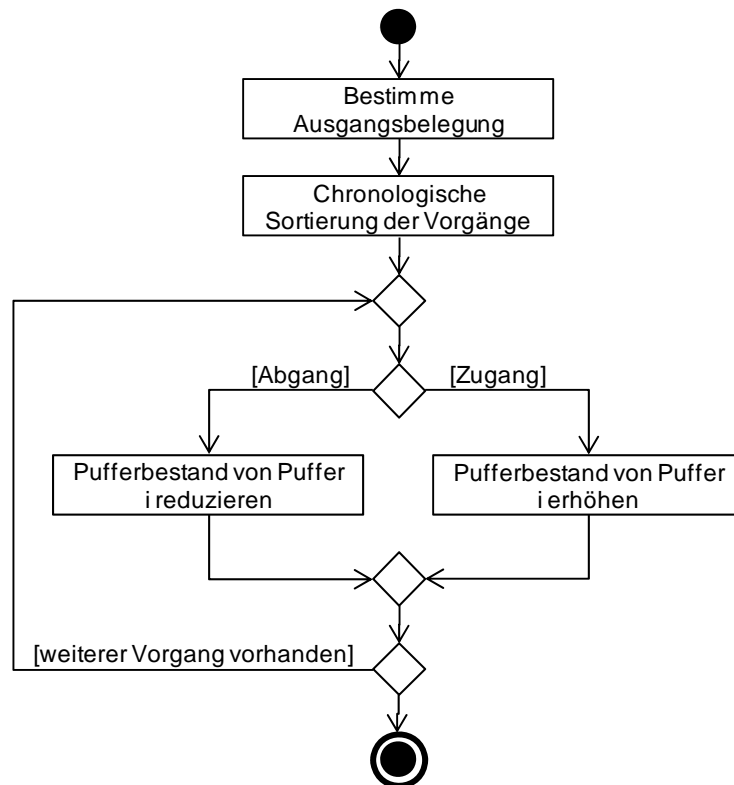 Bestimme
Ausgangsbelegung
Chronologische
Sortierung der Vorgänge
[Abgang]
[Zugang]
Pufferbestand von Puffer
i reduzieren
Pufferbestand von Puffer
i erhöhen
[weiterer Vorgang vorhanden]